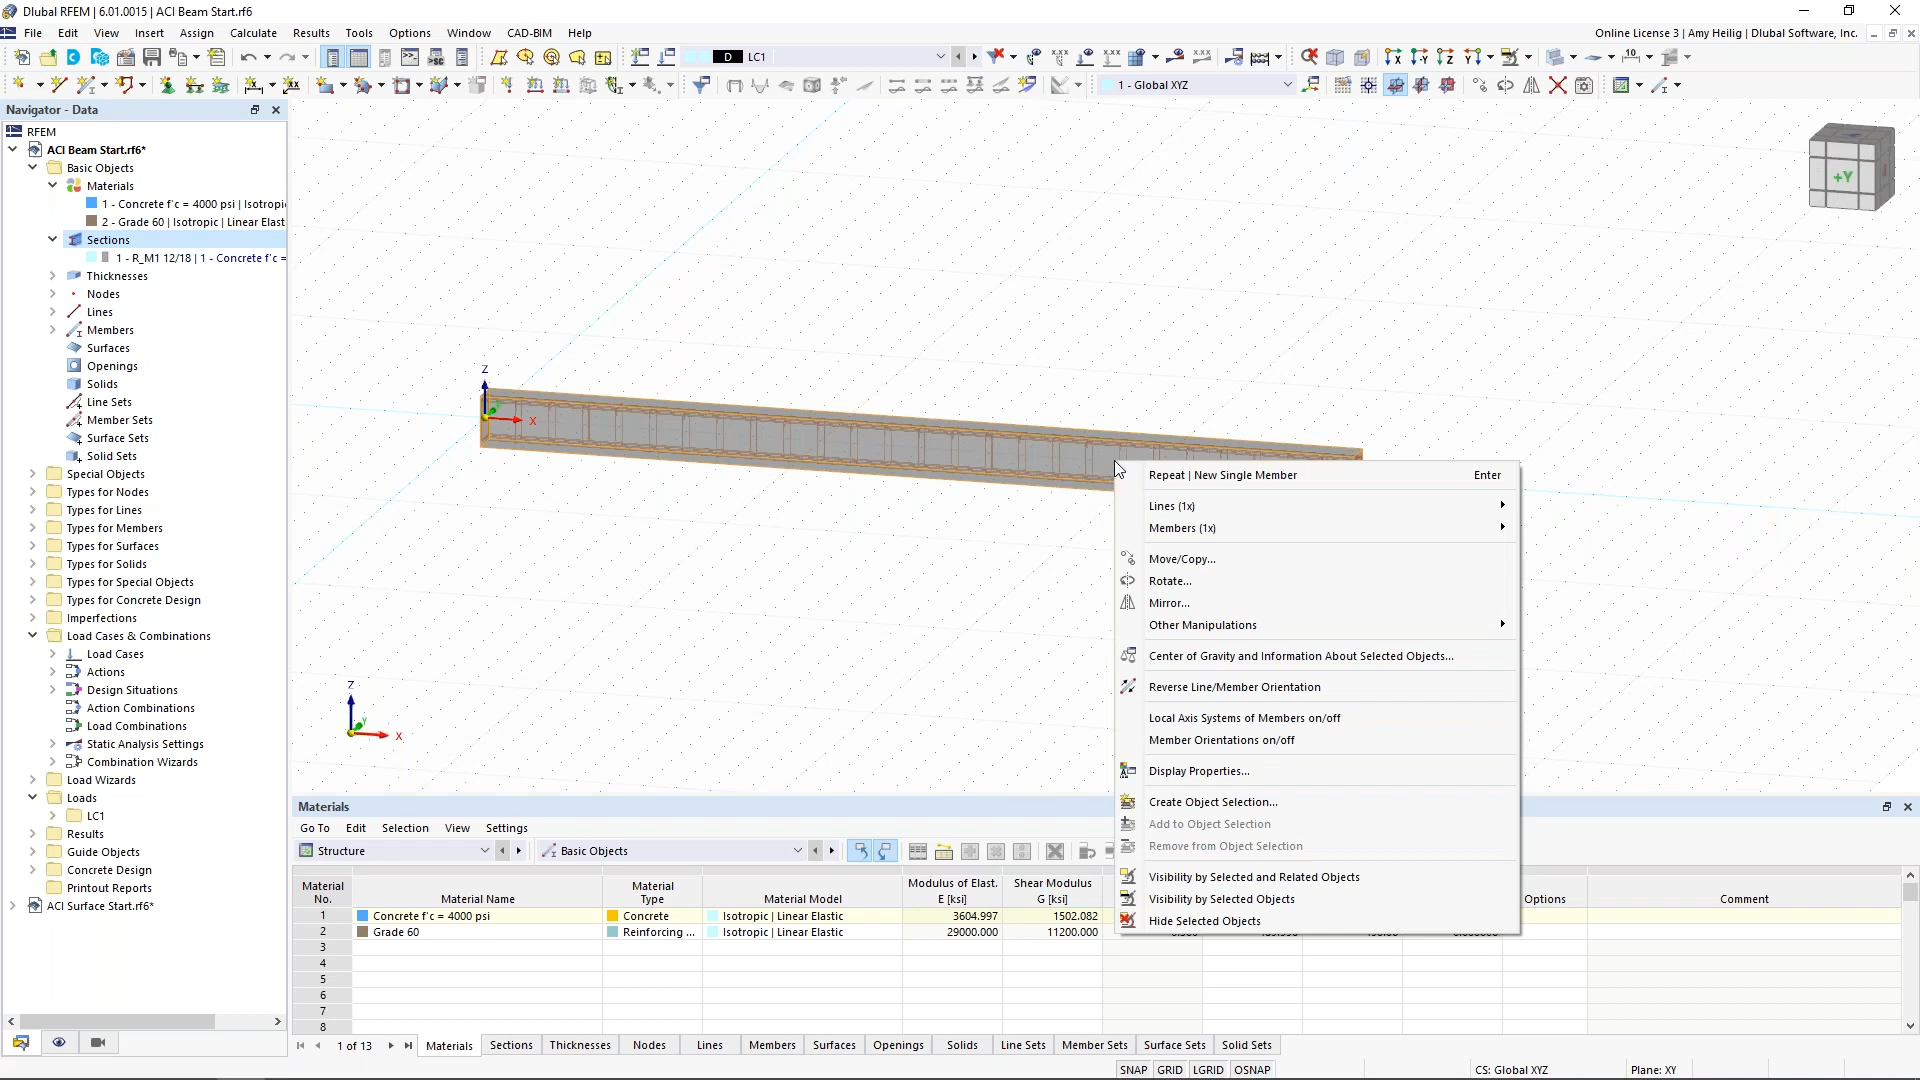 Dlubal RFEM | 6.01.0015 | ACI Beam Start.rf6
File Edit View Insert Assign Calculate Results Tools Options Window CAD-BIM Help
Online License 3 | Amy Heilig | Dlubal Software, Inc.
D LC1
1 - Global XYZ
Navigator - Data
RFEM
ACI Beam Start.rf6*
Basic Objects
Materials
1 - Concrete f'c = 4000 psi | Isotropi
2 - Grade 60 | Isotropic | Linear Elast
Sections
1 - R_M1 12/18 | 1 - Concrete f'c =
Thicknesses
Nodes
Lines
Members
Surfaces
Openings
Solids
Line Sets
Member Sets
Surface Sets
Solid Sets
Special Objects
Types for Nodes
Types for Lines
Types for Members
Types for Surfaces
Types for Solids
Types for Special Objects
Types for Concrete Design
Imperfections
Load Cases & Combinations
Load Cases
Actions
Design Situations
Action Combinations
Load Combinations
Static Analysis Settings
Combination Wizards
Load Wizards
Loads
LC1
Results
Guide Objects
Concrete Design
Printout Reports
ACI Surface Start.rf6*
+Y
Z
X
Z
Y
X
Repeat | New Single Member Enter
Lines (1x)
Members (1x)
Move/Copy...
Rotate...
Mirror...
Other Manipulations
Center of Gravity and Information About Selected Objects...
Reverse Line/Member Orientation
Local Axis Systems of Members on/off
Member Orientations on/off
Display Properties...
Create Object Selection...
Add to Object Selection
Remove from Object Selection
Visibility by Selected and Related Objects
Visibility by Selected Objects
Hide Selected Objects
Materials
Go To Edit Selection View Settings
Structure Basic Objects
Material No. Material Name Material Type Material Model Modulus of Elast. E [ksi] Shear Modulus G [ksi] Options Comment
1 Concrete f'c = 4000 psi Concrete Isotropic | Linear Elastic 3604.997 1502.082
2 Grade 60 Reinforcing ... Isotropic | Linear Elastic 29000.000 11200.000
3
4
5
6
7
8
1 of 13 Materials Sections Thicknesses Nodes Lines Members Surfaces Openings Solids Line Sets Member Sets Surface Sets Solid Sets
SNAP GRID LGRID OSNAP CS: Global XYZ Plane: XY